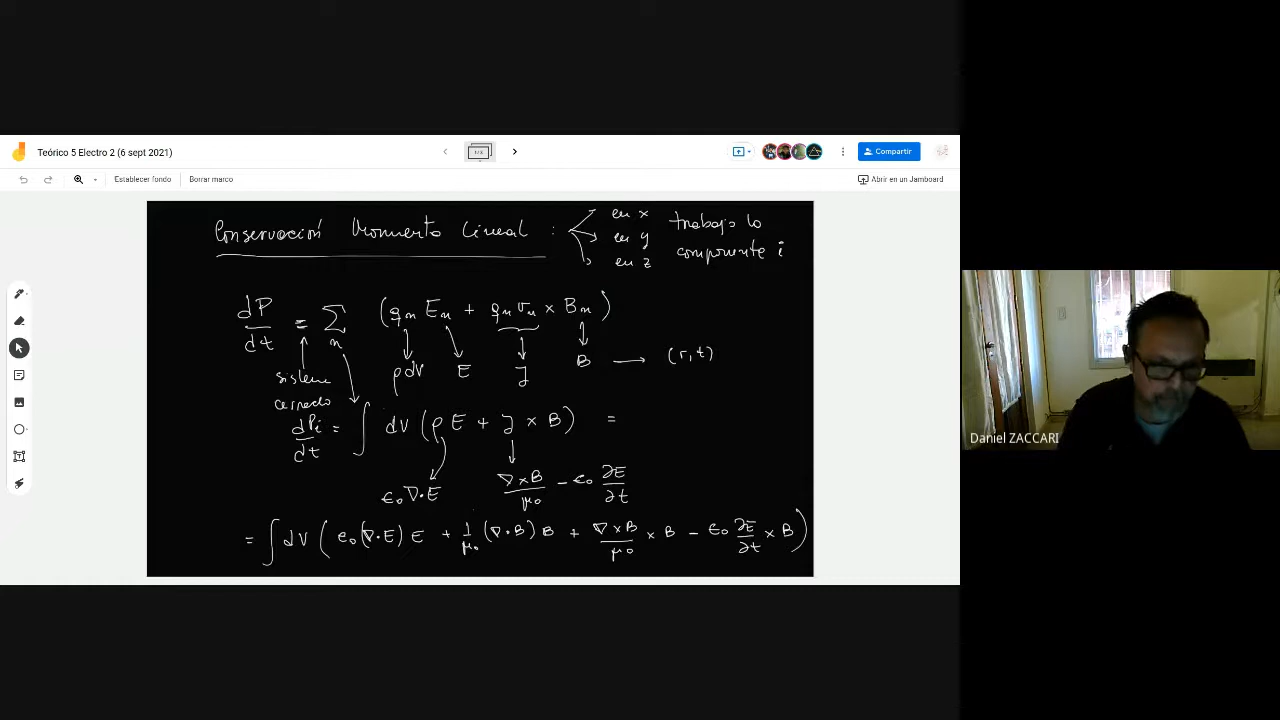 Teórico 5 Electro 2 (6 sept 2021)
Compartir
Establecer fondo
Borrar marco
Abrir en un Jamboard
Conservación Momento Lineal : en x trabajo la
en y componente i
en z
dP/dt = Σ_n (q_n E_n + q_n v_n × B_n)
sistema cerrado
ρdV E J B → (r,t)
dPi/dt = ∫ dV (ρ E + J × B) =
ε₀ ∇·E ∇×B/μ₀ − ε₀ ∂E/∂t
= ∫ dV (ε₀(∇·E) E + 1/μ₀ (∇·B) B + ∇×B/μ₀ × B − ε₀ ∂E/∂t × B)
Daniel ZACCARI